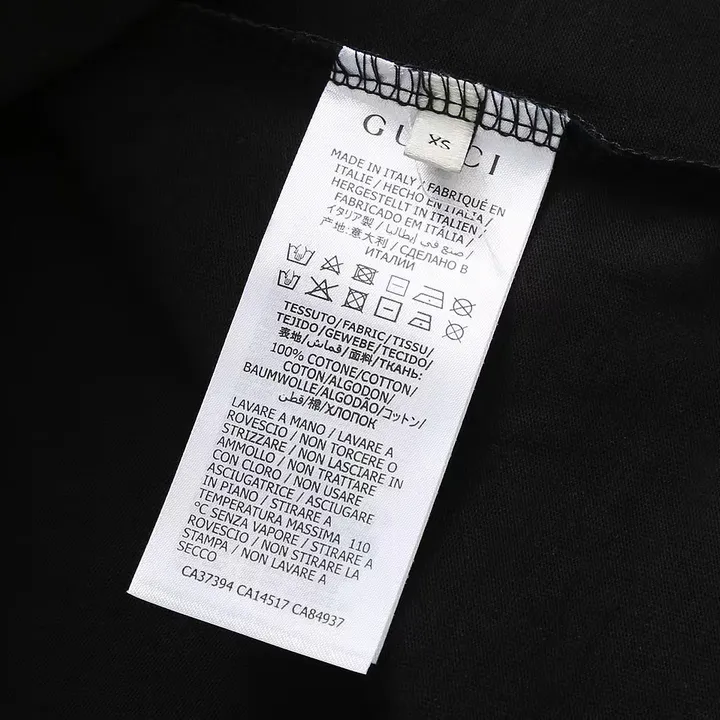 GUCCI
XS
MADE IN ITALY / FABRIQUÉ EN
ITALIE / HECHO EN ITALIA /
HERGESTELLT IN ITALIEN /
FABRICADO EM ITÁLIA /
イタリア製 / صنع في إيطاليا /
产地:意大利 / СДЕЛАНО В
ИТАЛИИ
TESSUTO/FABRIC/TISSU/
TEJIDO/GEWEBE/TECIDO/
表地/قماش/面料/ТКАНЬ:
100% COTONE/COTTON/
COTON/ALGODON/
BAUMWOLLE/ALGODÃO/コットン/
قطن/棉/ХЛОПОК
LAVARE A MANO / LAVARE A
ROVESCIO / NON TORCERE O
STRIZZARE / NON LASCIARE IN
AMMOLLO / NON TRATTARE
CON CLORO / NON USARE
ASCIUGATRICE / ASCIUGARE
IN PIANO / STIRARE A
TEMPERATURA MASSIMA 110
°C SENZA VAPORE / STIRARE A
ROVESCIO / NON STIRARE LA
STAMPA / NON LAVARE A
SECCO
CA37394 CA14517 CA84937